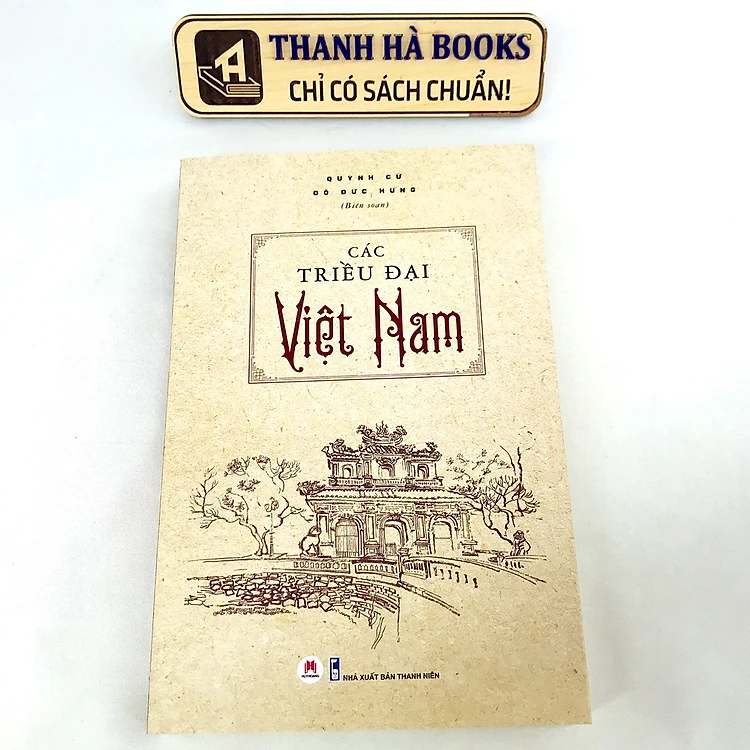 THANH HÀ BOOKS
CHỈ CÓ SÁCH CHUẨN!
QUỲNH CƯ
ĐỖ ĐỨC HÙNG
(Biên soạn)
CÁC
TRIỀU ĐẠI
Việt Nam
HUYHOANG
NHÀ XUẤT BẢN THANH NIÊN